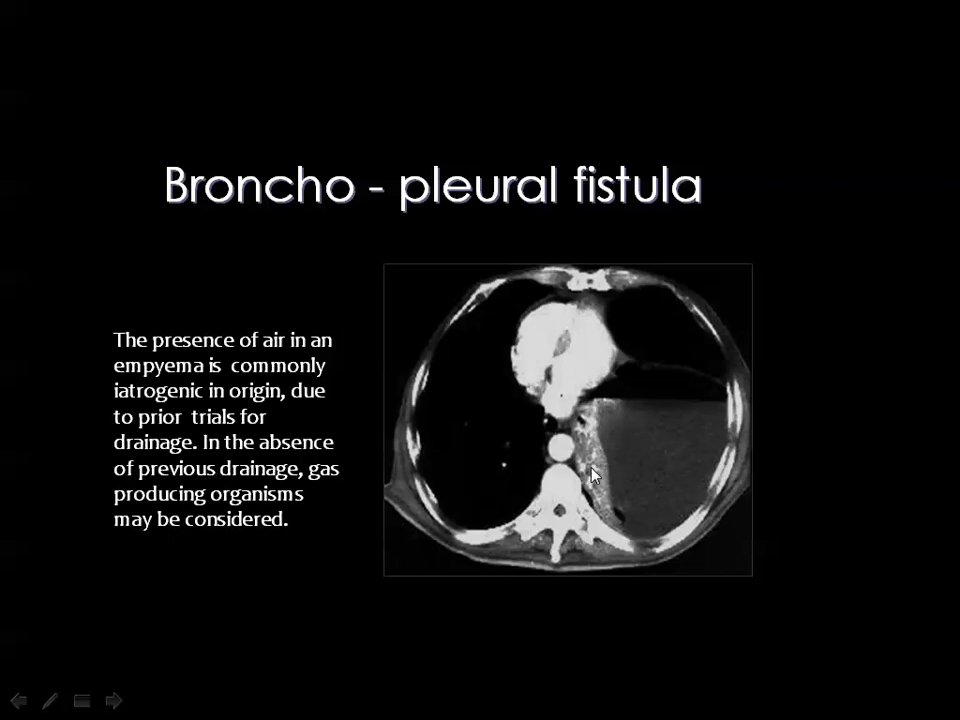 Broncho - pleural fistula
The presence of air in an
empyema is commonly
iatrogenic in origin, due
to prior trials for
drainage. In the absence
of previous drainage, gas
producing organisms
may be considered.